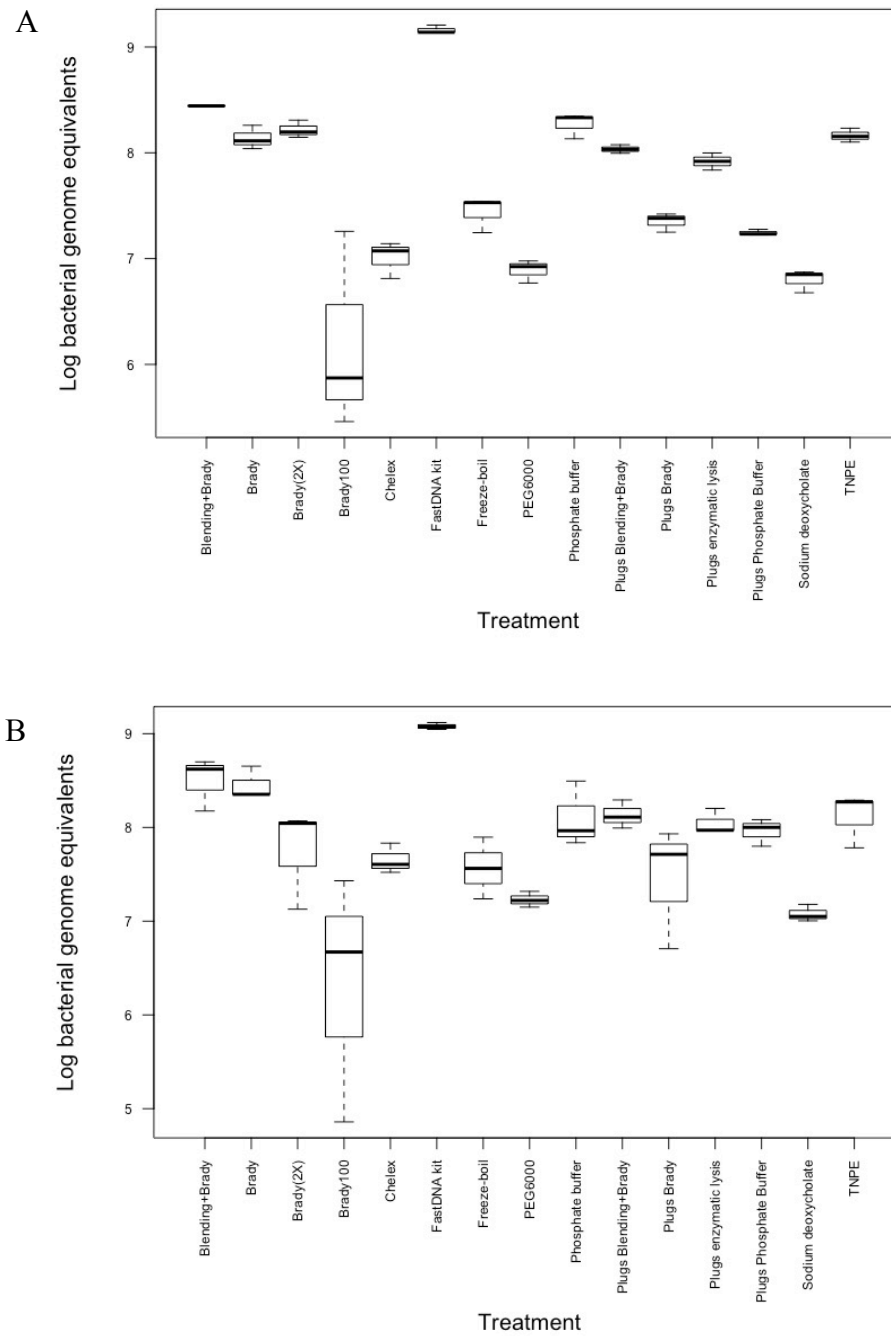 A
Log bacterial genome equivalents
9
8
7
6
Blending+Brady
Brady
Brady(2X)
Brady100
Chelex
FastDNA kit
Freeze-boil
PEG6000
Phosphate buffer
Plugs Blending+Brady
Plugs Brady
Plugs enzymatic lysis
Plugs Phosphate Buffer
Sodium deoxycholate
TNPE
Treatment
B
Log bacterial genome equivalents
9
8
7
6
5
Blending+Brady
Brady
Brady(2X)
Brady100
Chelex
FastDNA kit
Freeze-boil
PEG6000
Phosphate buffer
Plugs Blending+Brady
Plugs Brady
Plugs enzymatic lysis
Plugs Phosphate Buffer
Sodium deoxycholate
TNPE
Treatment